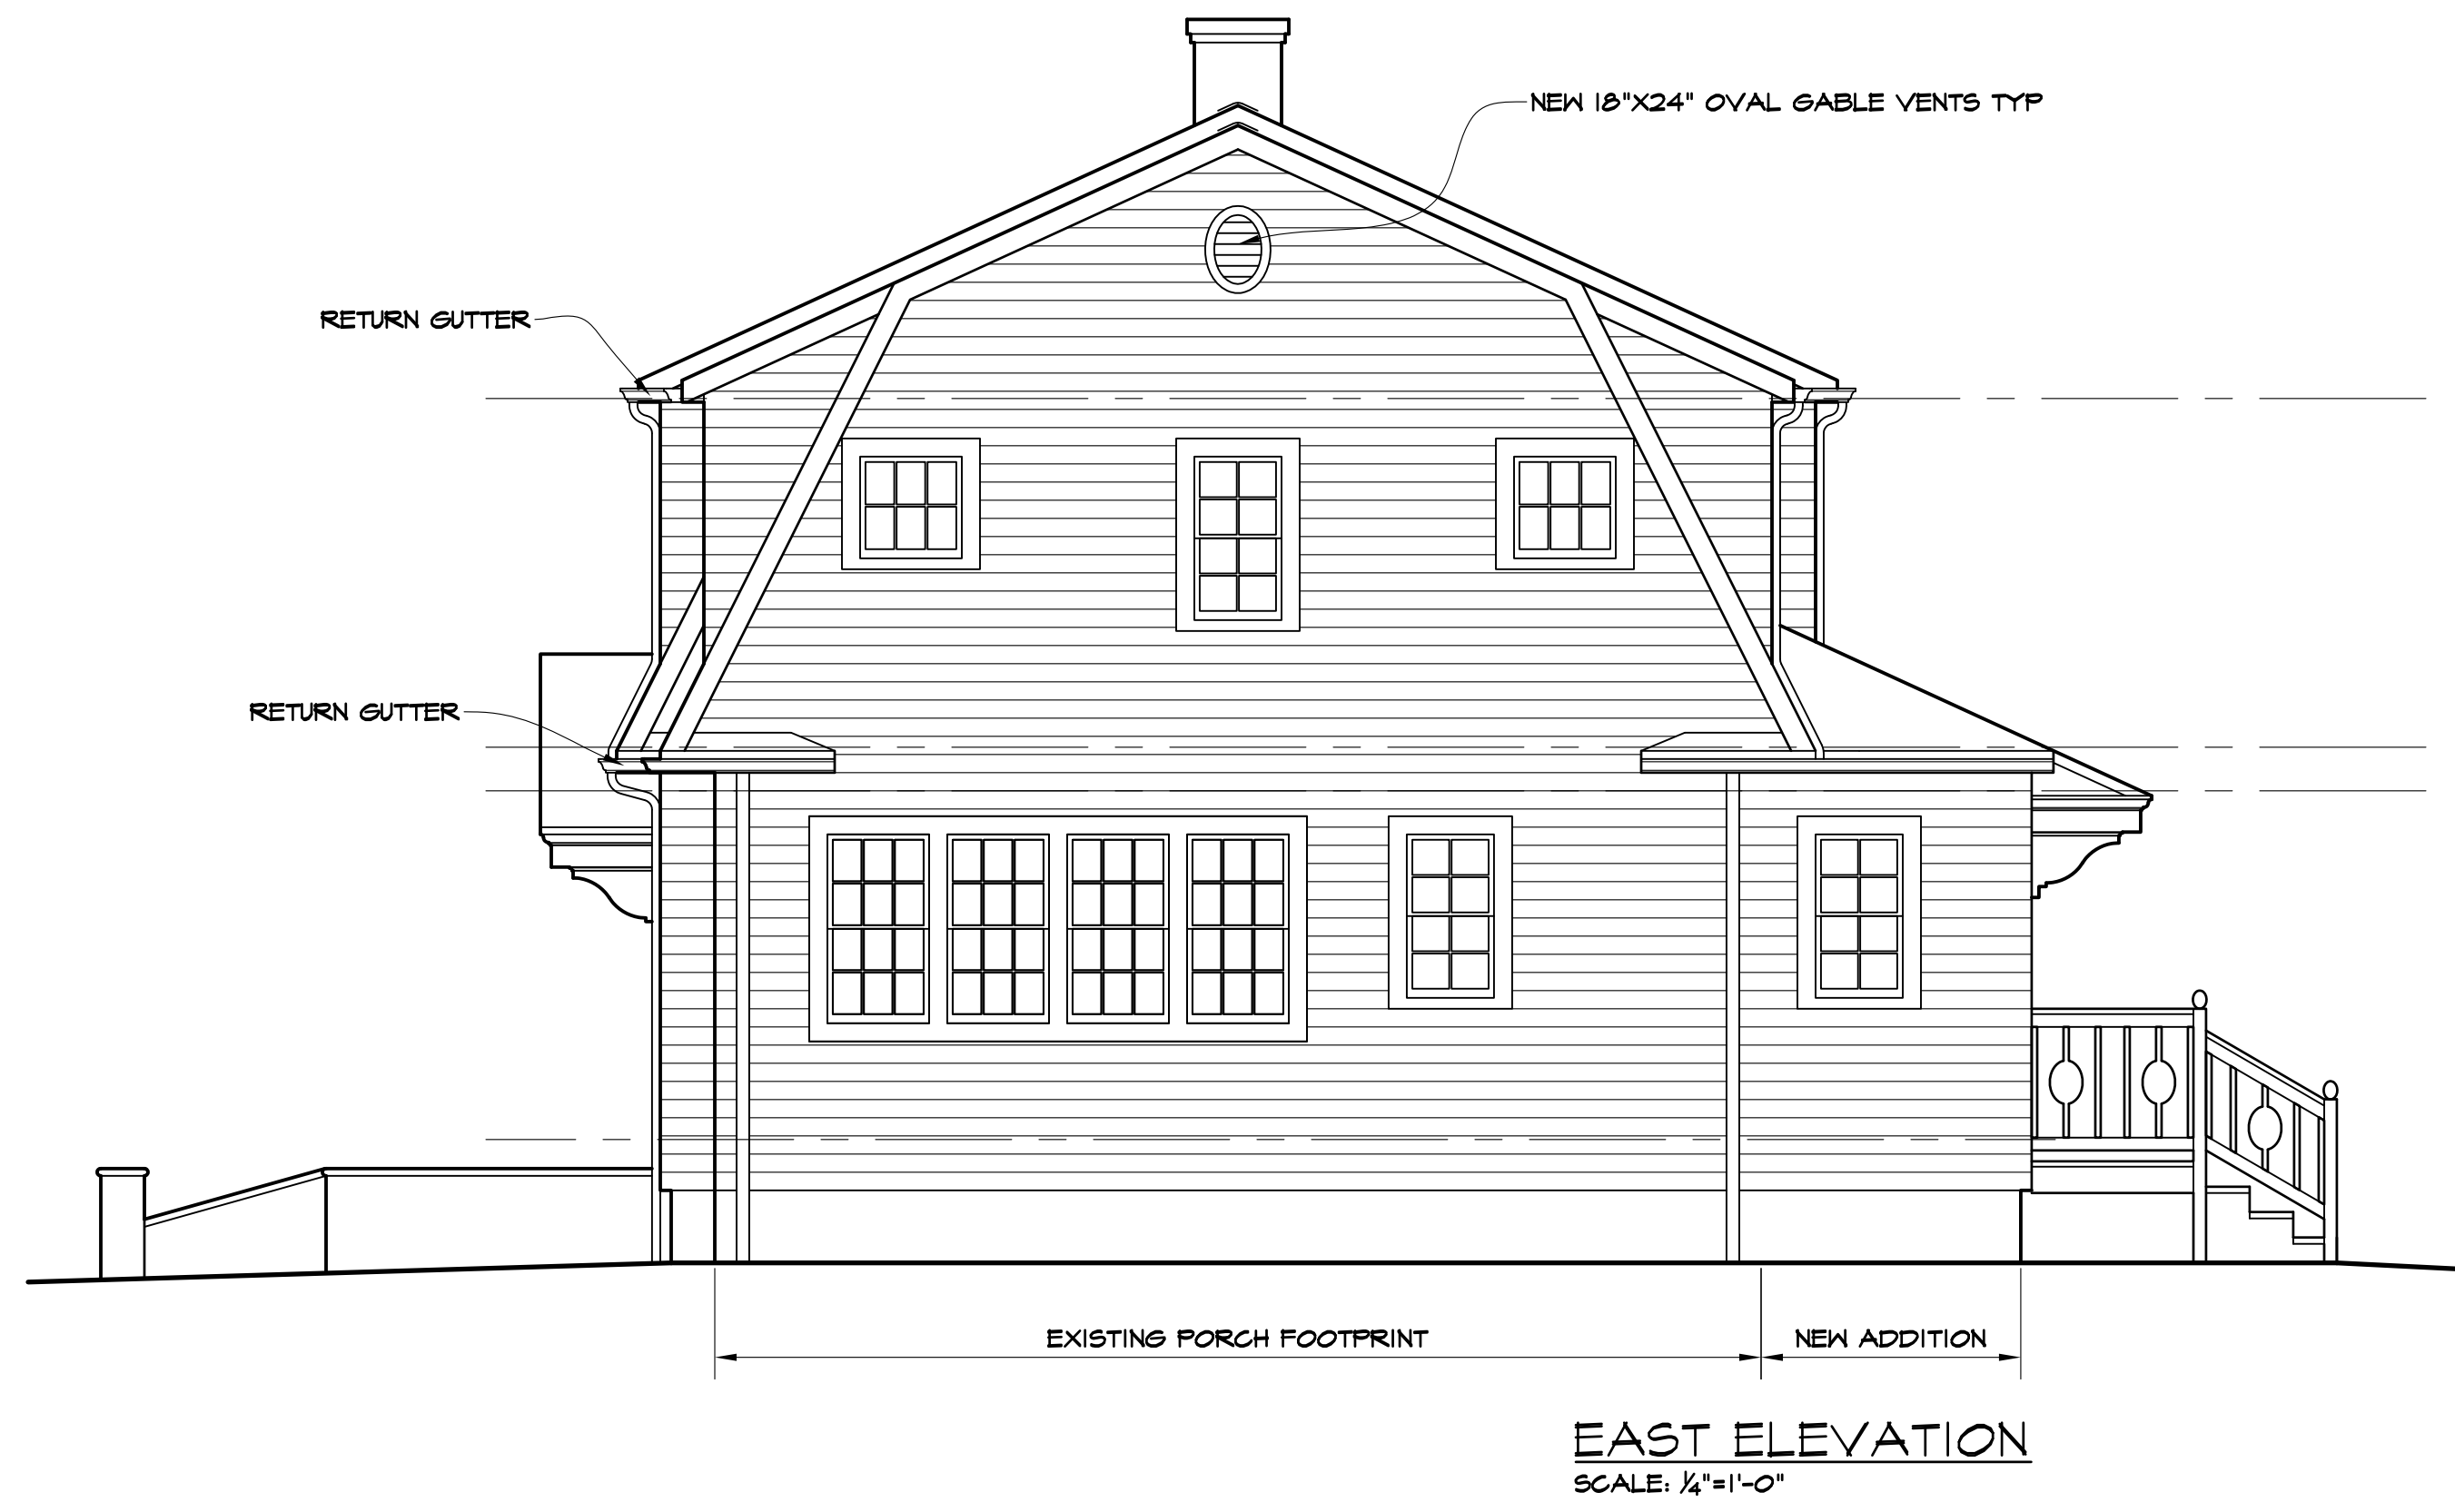 NEW 18"X24" OVAL GABLE VENTS TYP
RETURN GUTTER
RETURN GUTTER
EXISTING PORCH FOOTPRINT
NEW ADDITION
EAST ELEVATION
SCALE: 1/4"=1'-0"